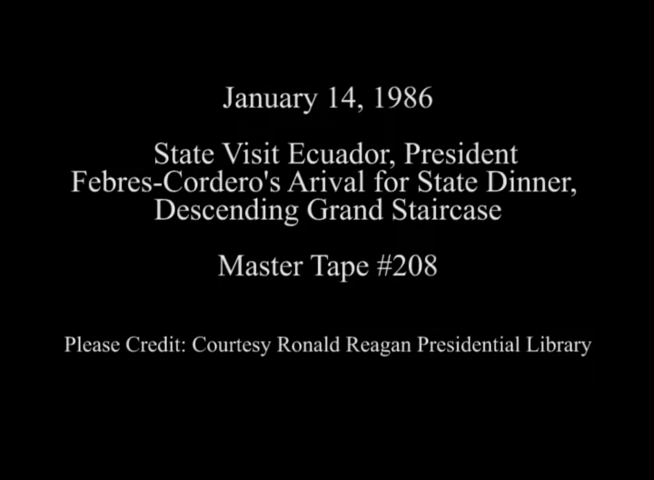 January 14, 1986
State Visit Ecuador, President
Febres-Cordero's Arival for State Dinner,
Descending Grand Staircase
Master Tape #208
Please Credit: Courtesy Ronald Reagan Presidential Library